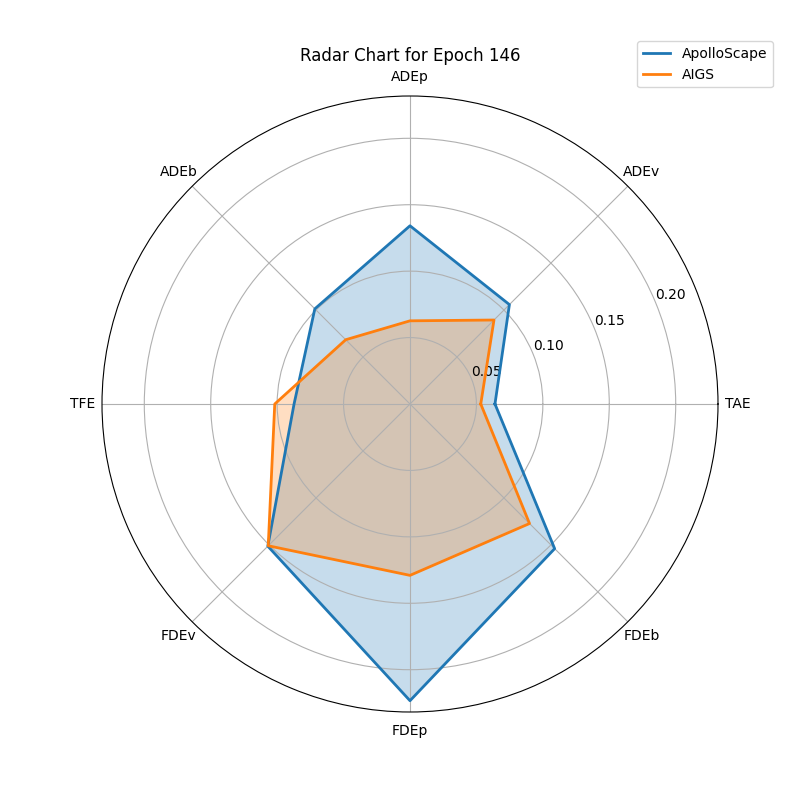 Radar Chart for Epoch 146
ApolloScape
AIGS
ADEp
ADEb
ADEv
0.20
0.15
0.10
0.05
TFE
TAE
FDEv
FDEb
FDEp